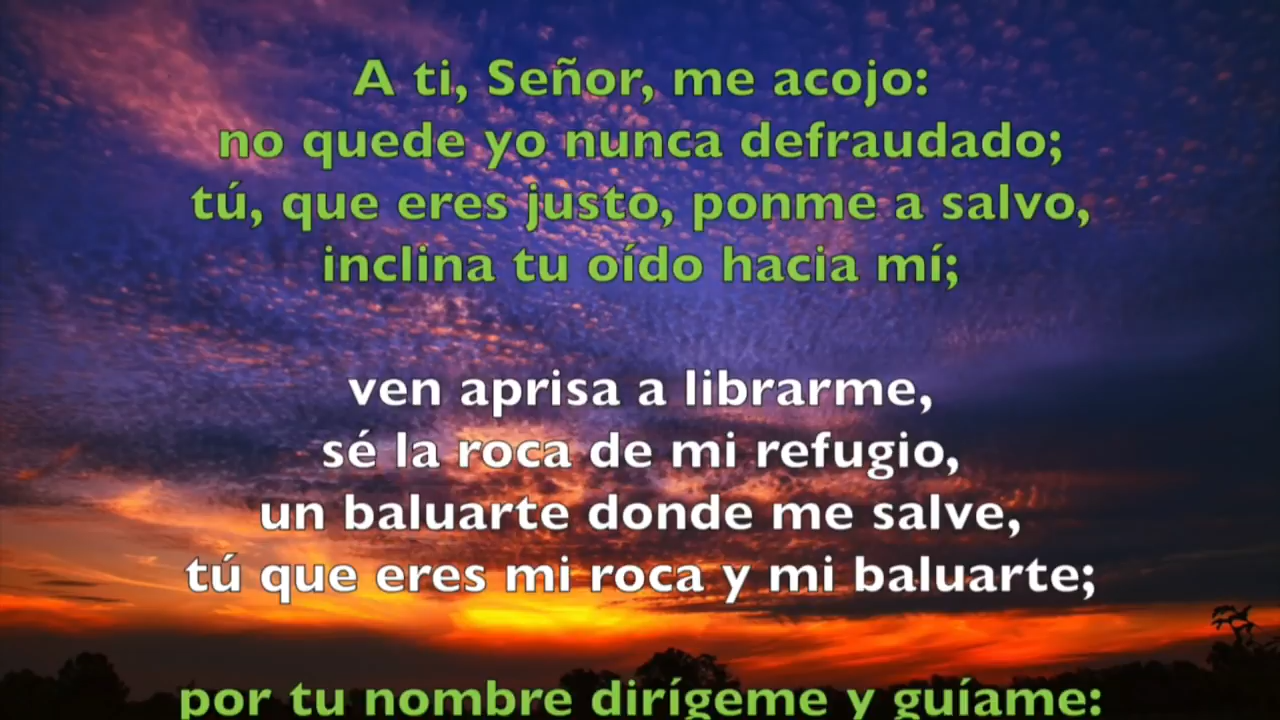 A ti, Señor, me acojo:
no quede yo nunca defraudado;
tú, que eres justo, ponme a salvo,
inclina tu oído hacia mí;
ven aprisa a librarme,
sé la roca de mi refugio,
un baluarte donde me salve,
tú que eres mi roca y mi baluarte;
por tu nombre dirígeme y guíame: